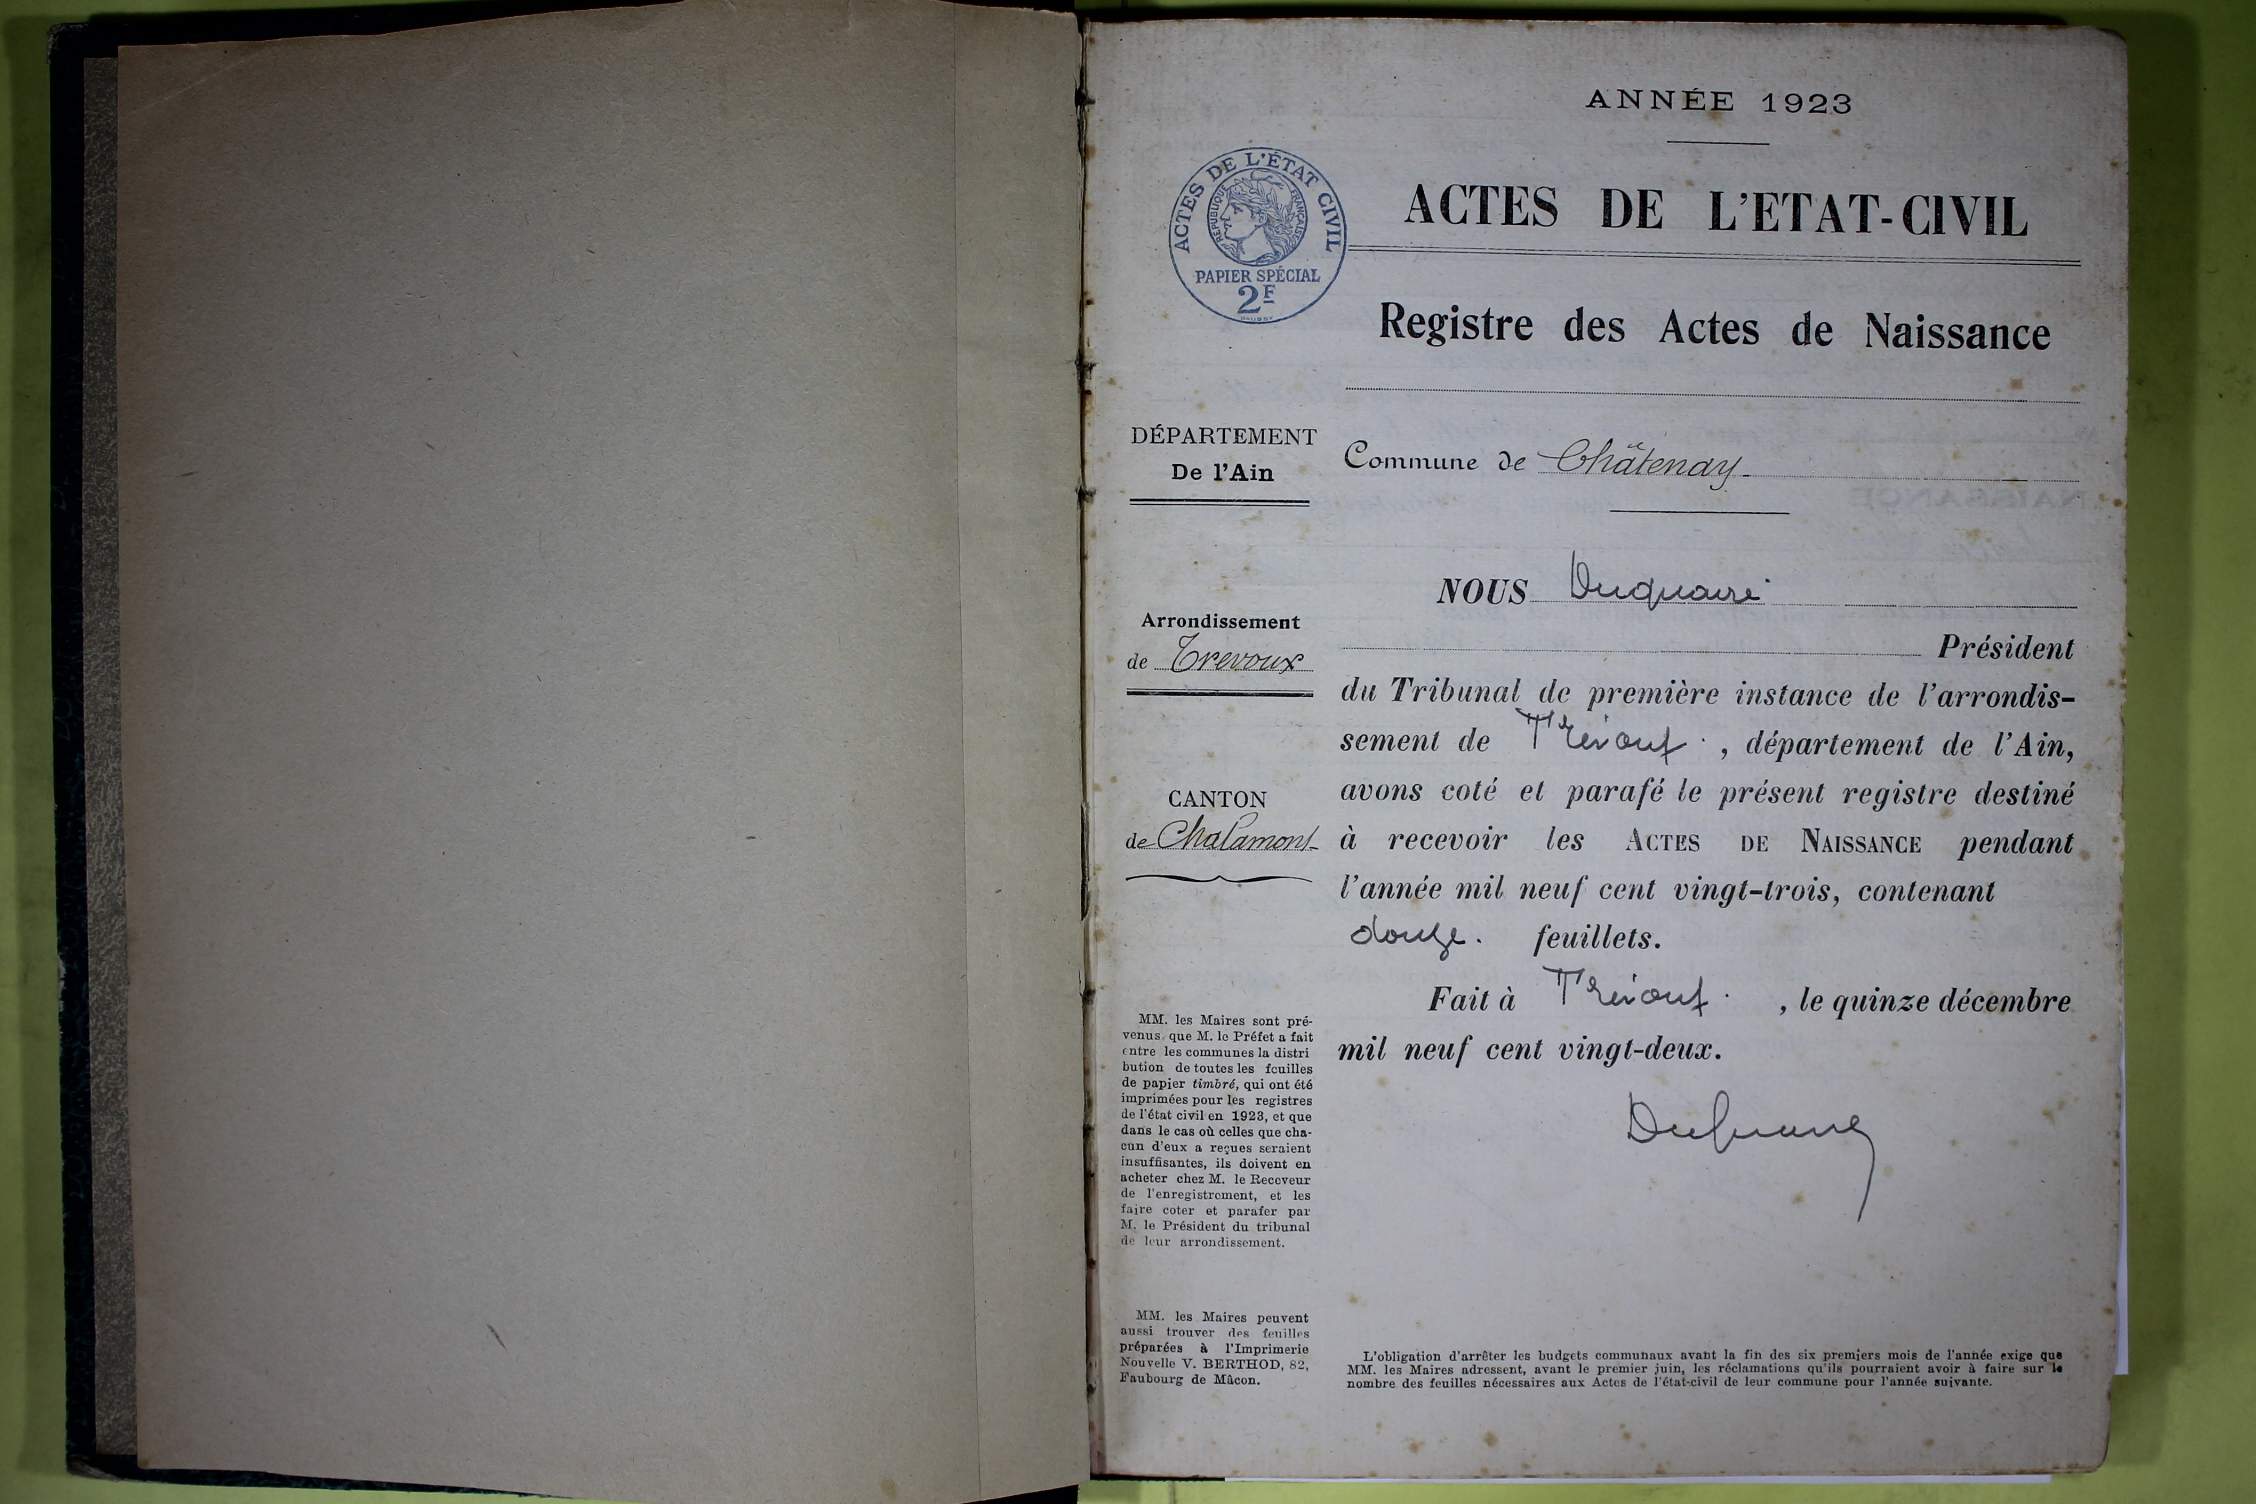 ANNÉE 1923
ACTES DE L'ÉTAT CIVIL
RÉPUBLIQUE FRANÇAISE
PAPIER SPÉCIAL
2F
ACTES DE L'ETAT-CIVIL
Registre des Actes de Naissance
DÉPARTEMENT
De l'Ain
Commune de Châtenay
Arrondissement
de Trevoux
CANTON
de Chalamont
NOUS Duquaire
Président
du Tribunal de première instance de l'arrondis-
sement de Trévoux, département de l'Ain,
avons coté et parafé le présent registre destiné
à recevoir les ACTES DE NAISSANCE pendant
l'année mil neuf cent vingt-trois, contenant
douze. feuillets.
Fait à Trévoux, le quinze décembre
mil neuf cent vingt-deux.
MM. les Maires sont pré-
venus que M. le Préfet a fait
entre les communes la distri
bution de toutes les feuilles
de papier timbré, qui ont été
imprimées pour les registres
de l'état civil en 1923, et que
dans le cas où celles que cha-
cun d'eux a reçues seraient
insuffisantes, ils doivent en
acheter chez M. le Receveur
de l'enregistrement, et les
faire coter et parafer par
M. le Président du tribunal
de leur arrondissement.
MM. les Maires peuvent
aussi trouver des feuilles
préparées à l'Imprimerie
Nouvelle V. BERTHOD, 82,
Faubourg de Mâcon.
L'obligation d'arrêter les budgets communaux avant la fin des six premiers mois de l'année exige que
MM. les Maires adressent, avant le premier juin, les réclamations qu'ils pourraient avoir à faire sur le
nombre des feuilles nécessaires aux Actes de l'état-civil de leur commune pour l'année suivante.